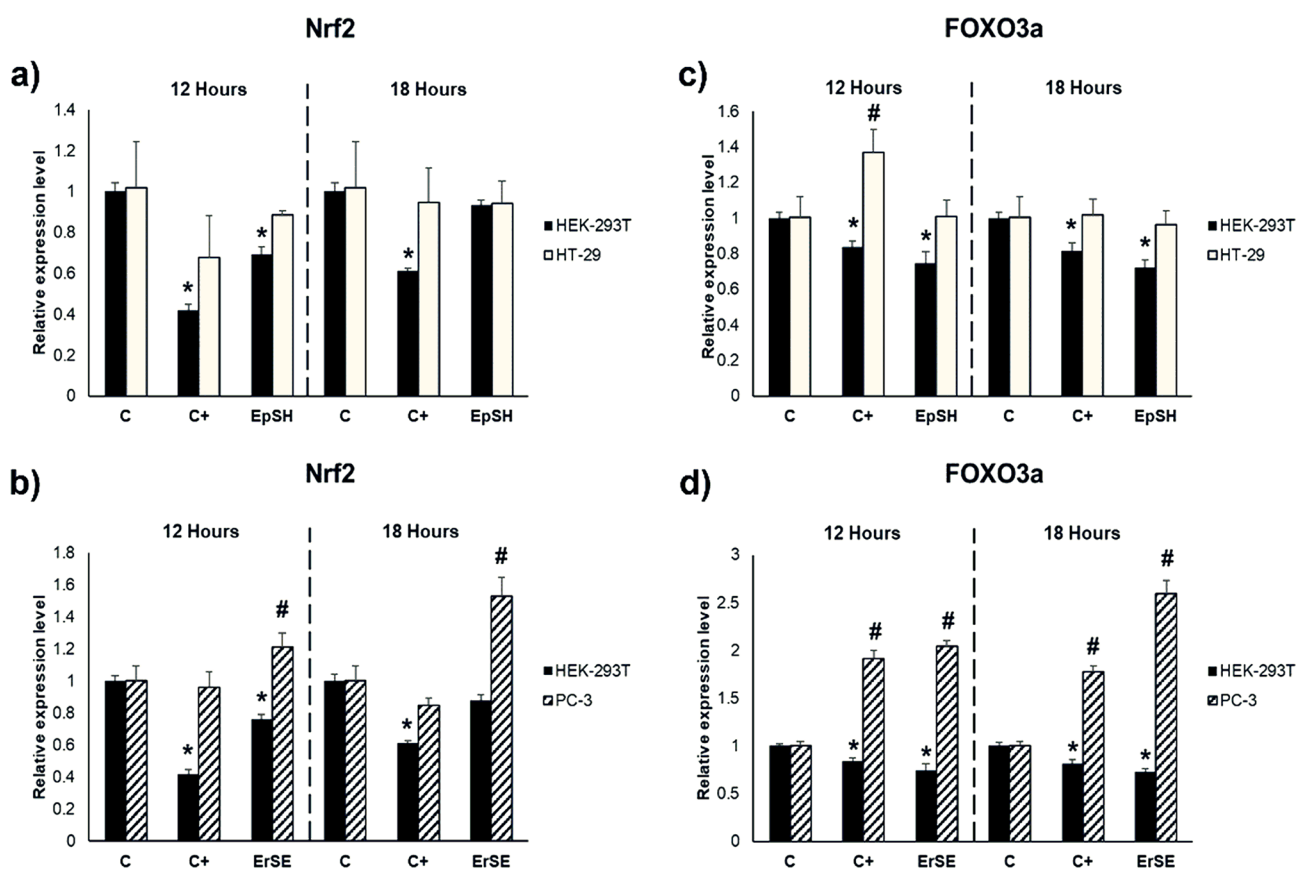 Nrf2
a)
12 Hours
18 Hours
Relative expression level
1.4
1.2
1
0.8
0.6
0.4
0.2
0
*
*
*
C
C+
EpSH
C
C+
EpSH
HEK-293T
HT-29
FOXO3a
c)
12 Hours
18 Hours
Relative expression level
1.6
1.4
1.2
1
0.8
0.6
0.4
0.2
0
*
#
*
*
*
C
C+
EpSH
C
C+
EpSH
HEK-293T
HT-29
Nrf2
b)
12 Hours
18 Hours
Relative expression level
1.8
1.6
1.4
1.2
1
0.8
0.6
0.4
0.2
0
*
*
#
*
#
C
C+
ErSE
C
C+
ErSE
HEK-293T
PC-3
FOXO3a
d)
12 Hours
18 Hours
Relative expression level
3
2.5
2
1.5
1
0.5
0
*
#
*
#
*
#
*
#
C
C+
ErSE
C
C+
ErSE
HEK-293T
PC-3